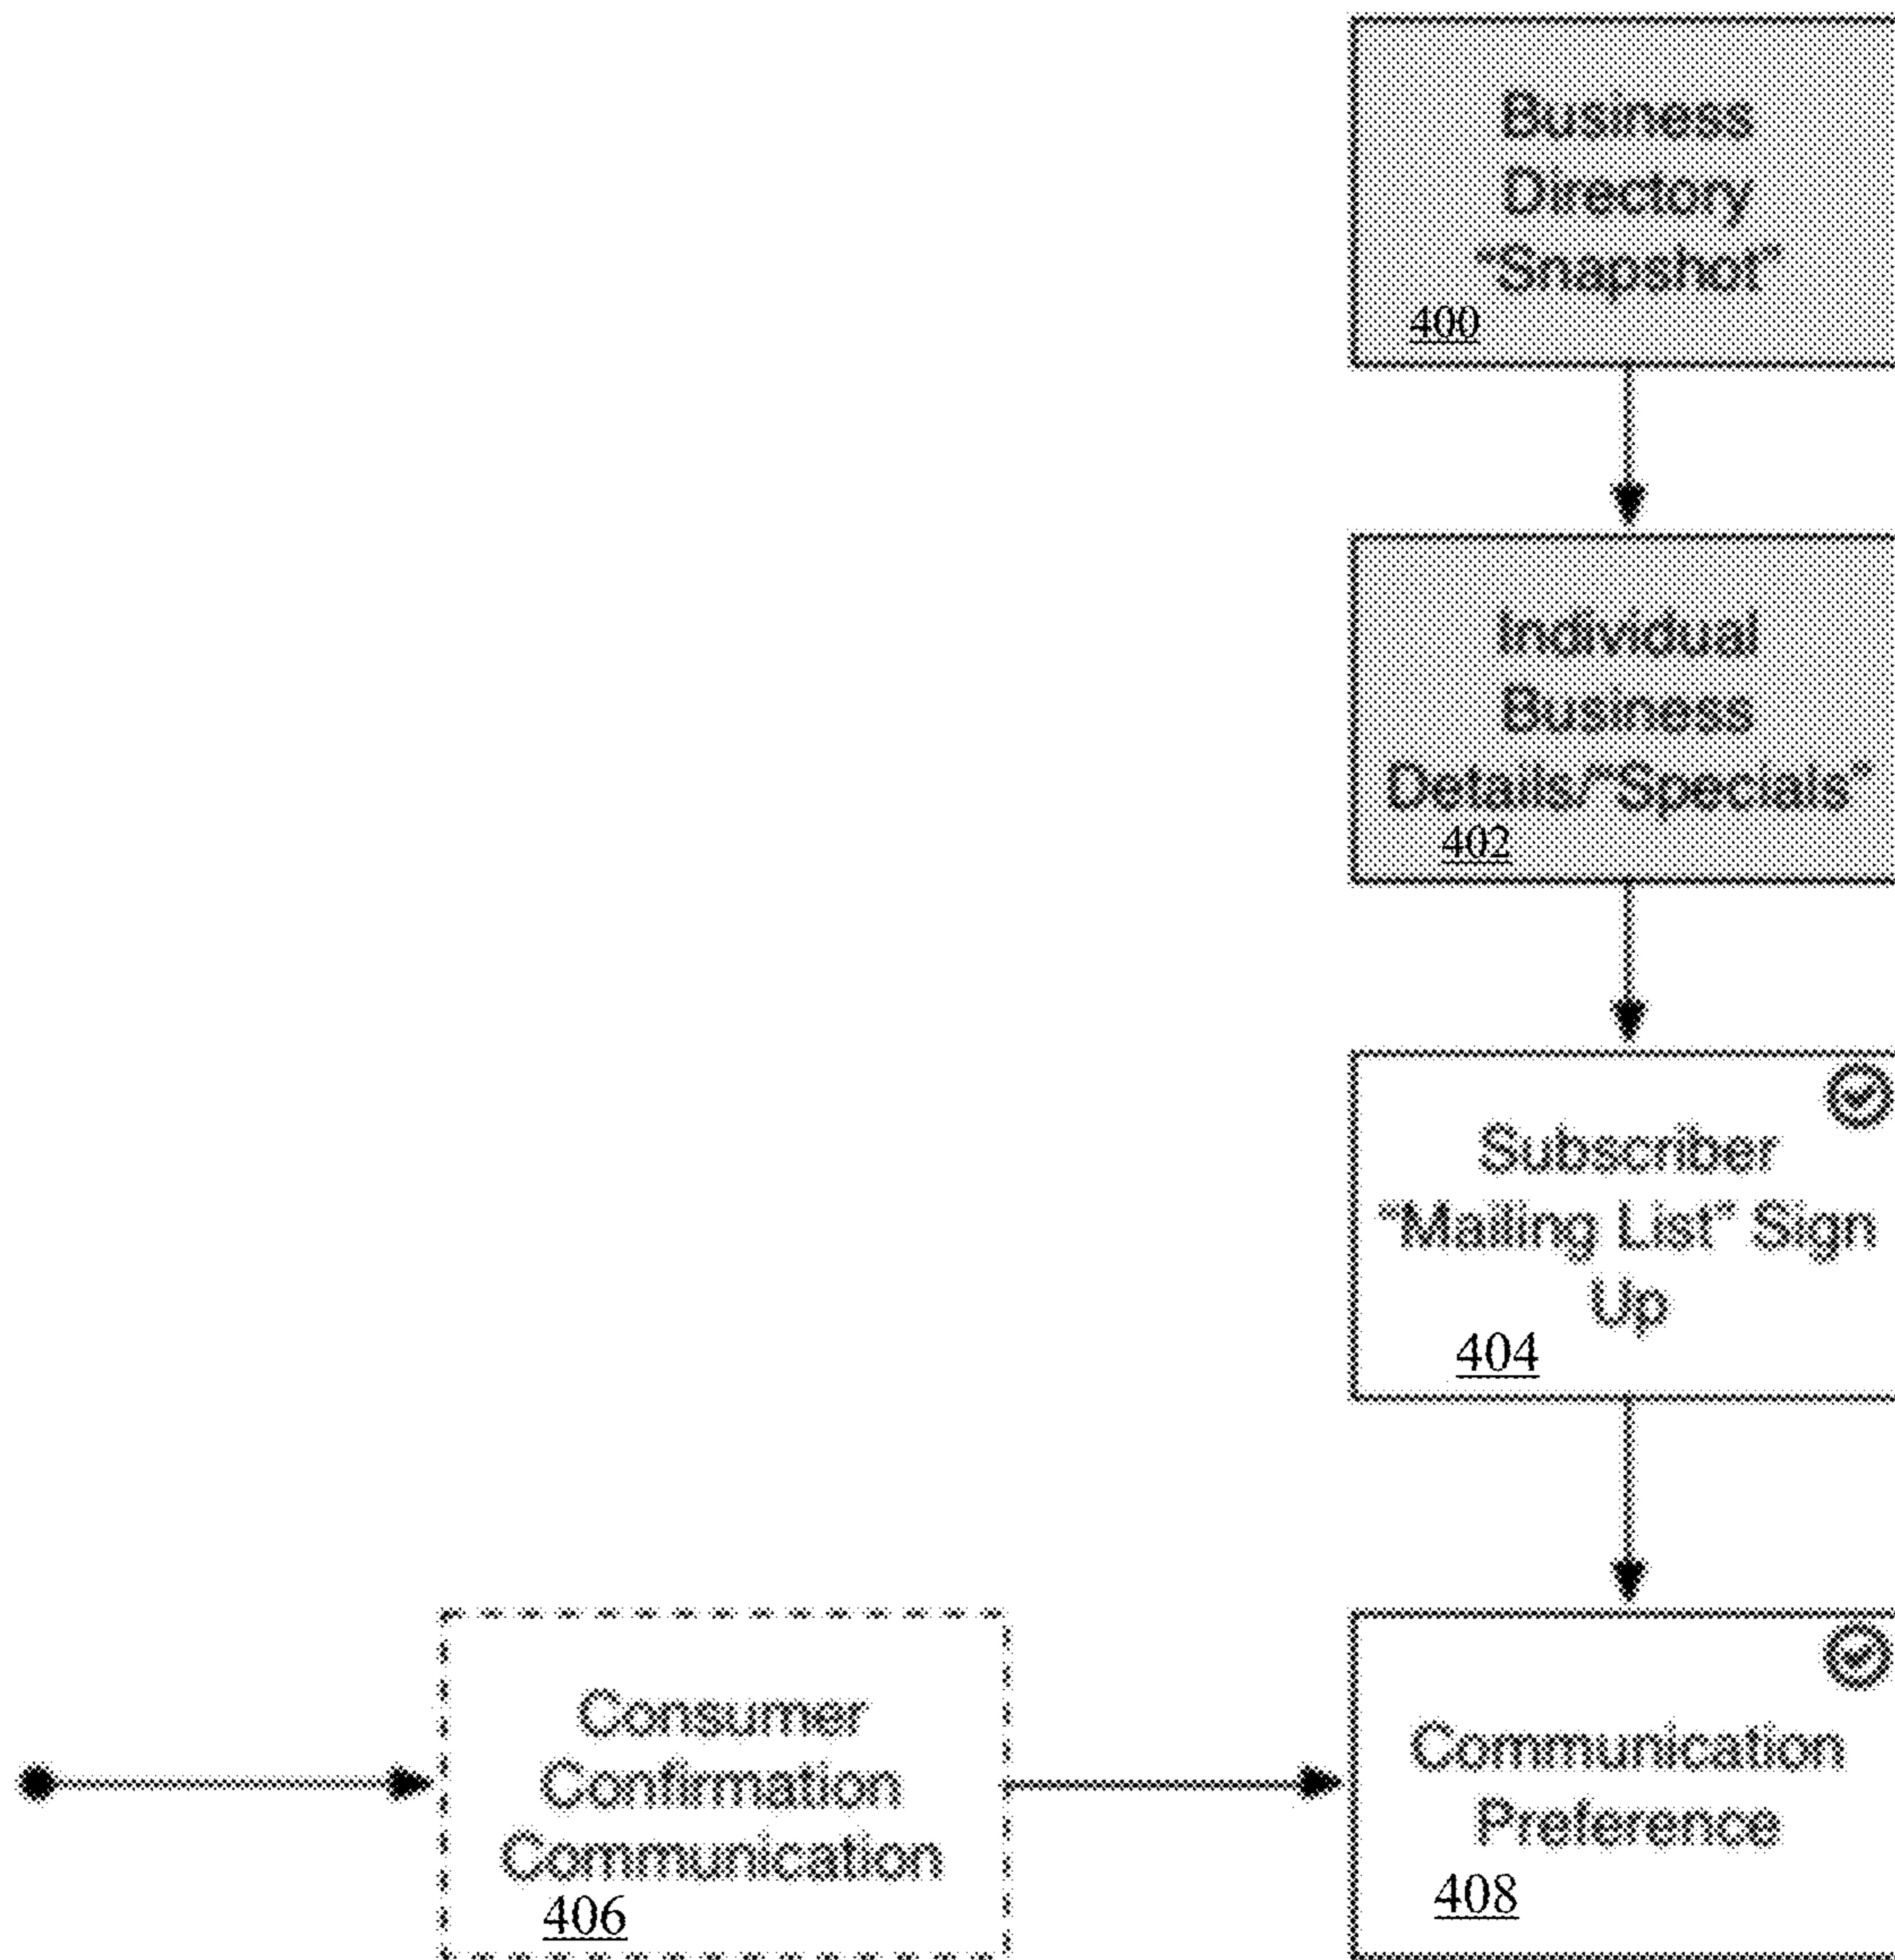 Business
Directory
“Snapshot”
400
Individual
Business
Details/“Specials”
402
Subscriber
“Mailing List” Sign
Up
404
Consumer
Confirmation
Communication
406
Communication
Preference
408